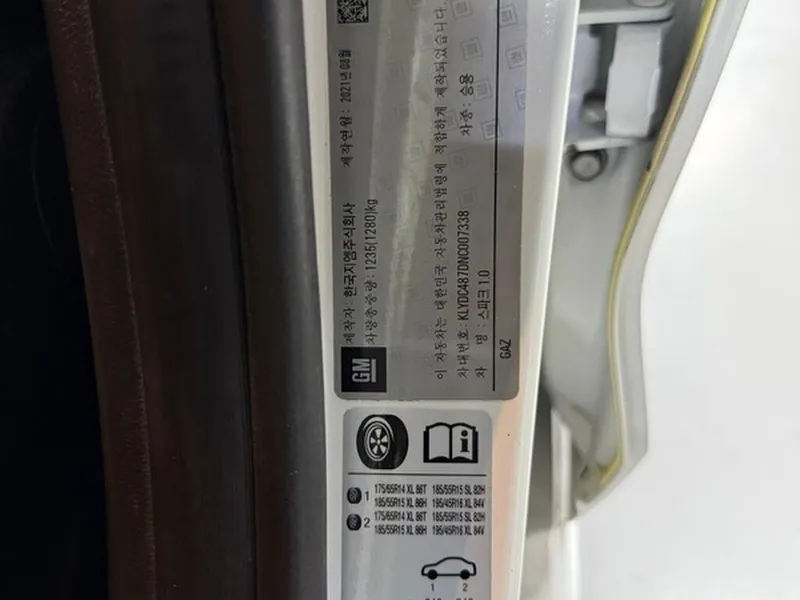 GM
제작자 : 한국지엠주식회사 제작연월 : 2021년 08월
차량총중량 : 1235(1280)kg
이 자동차는 대한민국 자동차관리법령에 적합하게 제작되었습니다.
차대번호 : KLYDC487DNC007338 차종 : 승용
차 명 : 스파크 1.0
GAZ
1 175/65R14 XL 86T 185/55R15 SL 82H
185/55R15 XL 86H 195/45R16 XL 84V
2 175/65R14 XL 86T 185/55R15 SL 82H
185/55R15 XL 86H 195/45R16 XL 84V
1 2